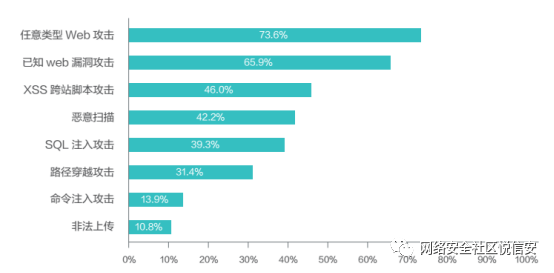 任意类型 Web 攻击 73.6%
已知 web 漏洞攻击 65.9%
XSS 跨站脚本攻击 46.0%
恶意扫描 42.2%
SQL 注入攻击 39.3%
路径穿越攻击 31.4%
命令注入攻击 13.9%
非法上传 10.8%
0% 10% 20% 30% 40% 50% 60% 70% 80% 90% 100%
网络安全社区悦信安